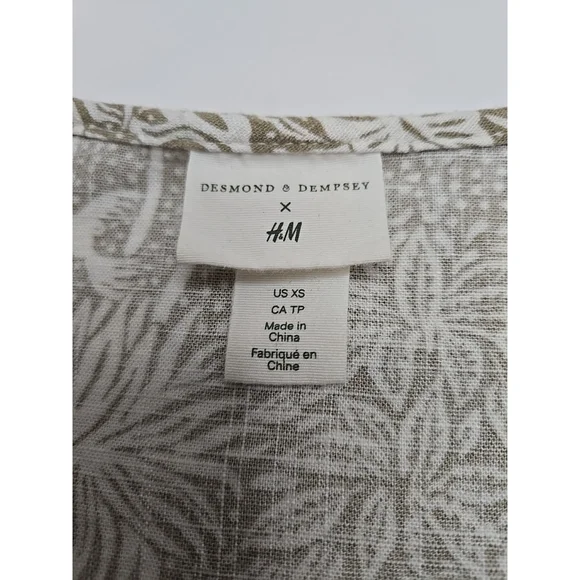 DESMOND & DEMPSEY
×
H&M
US XS
CA TP
Made in
China
Fabriqué en
Chine